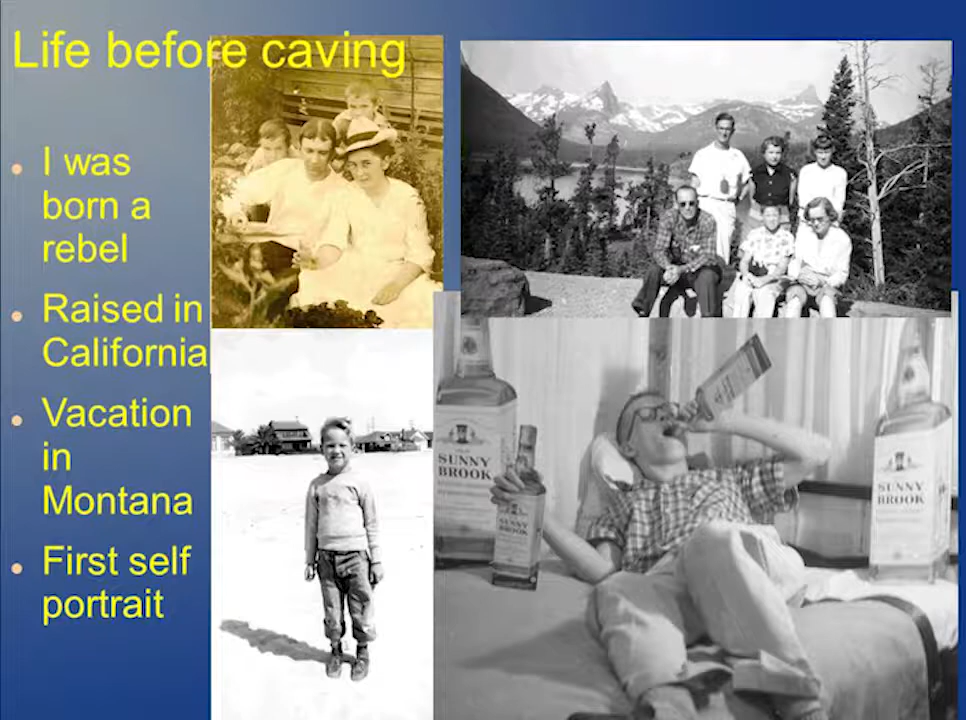 Life before caving
I was
born a
rebel
Raised in
California
Vacation
in
Montana
First self
portrait
SUNNY
BROOK
SUNNY
BROOK
SUNNY
BROOK